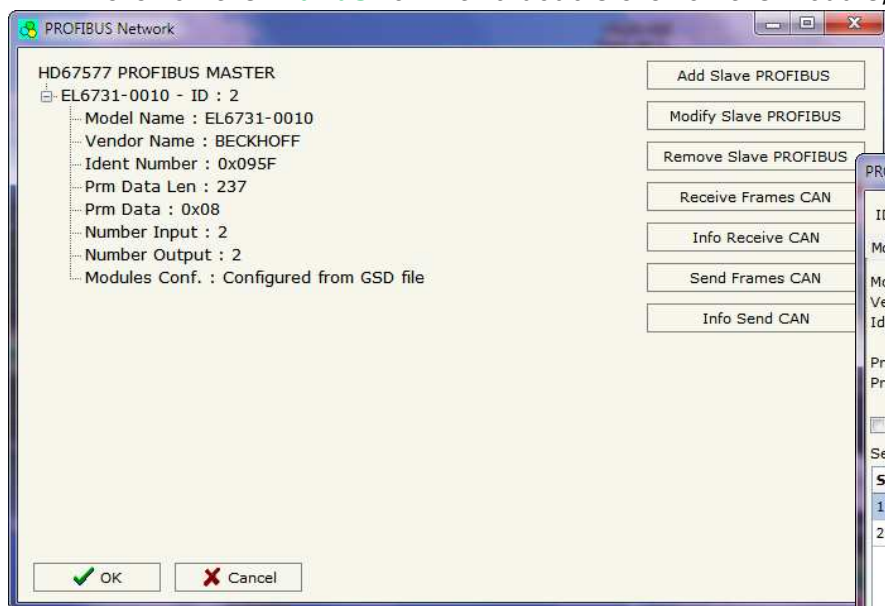 PROFIBUS Network
HD67577 PROFIBUS MASTER
EL6731-0010 - ID : 2
Model Name : EL6731-0010
Vendor Name : BECKHOFF
Ident Number : 0x095F
Prm Data Len : 237
Prm Data : 0x08
Number Input : 2
Number Output : 2
Modules Conf. : Configured from GSD file
Add Slave PROFIBUS
Modify Slave PROFIBUS
Remove Slave PROFIBUS
Receive Frames CAN
Info Receive CAN
Send Frames CAN
Info Send CAN
OK
Cancel
1
2